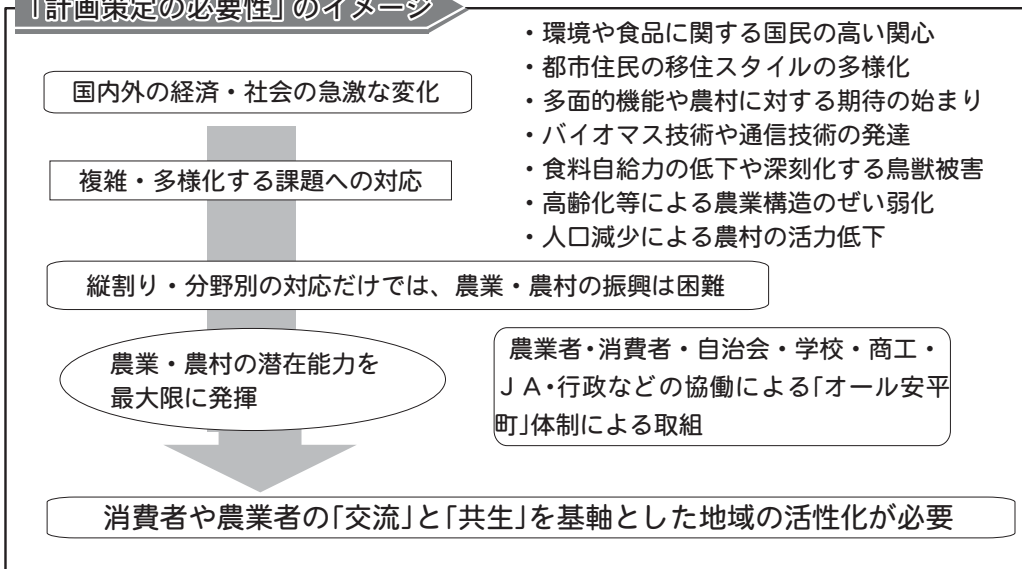 「計画策定の必要性」のイメージ
国内外の経済・社会の急激な変化
・環境や食品に関する国民の高い関心
・都市住民の移住スタイルの多様化
・多面的機能や農村に対する期待の始まり
・バイオマス技術や通信技術の発達
・食料自給力の低下や深刻化する鳥獣被害
・高齢化等による農業構造のぜい弱化
・人口減少による農村の活力低下
複雑・多様化する課題への対応
縦割り・分野別の対応だけでは、農業・農村の振興は困難
農業・農村の潜在能力を
最大限に発揮
農業者・消費者・自治会・学校・商工・
ＪＡ・行政などの協働による「オール安平
町」体制による取組
消費者や農業者の「交流」と「共生」を基軸とした地域の活性化が必要